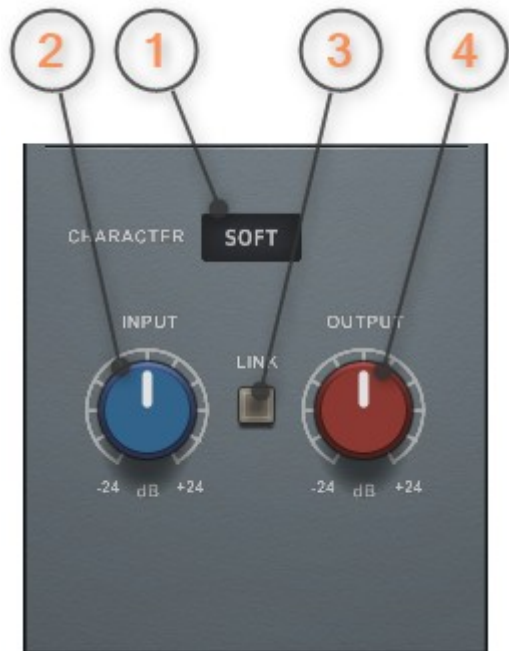 2 1 3 4
CHARACTER SOFT
INPUT OUTPUT
LINK
-24 dB +24 -24 dB +24